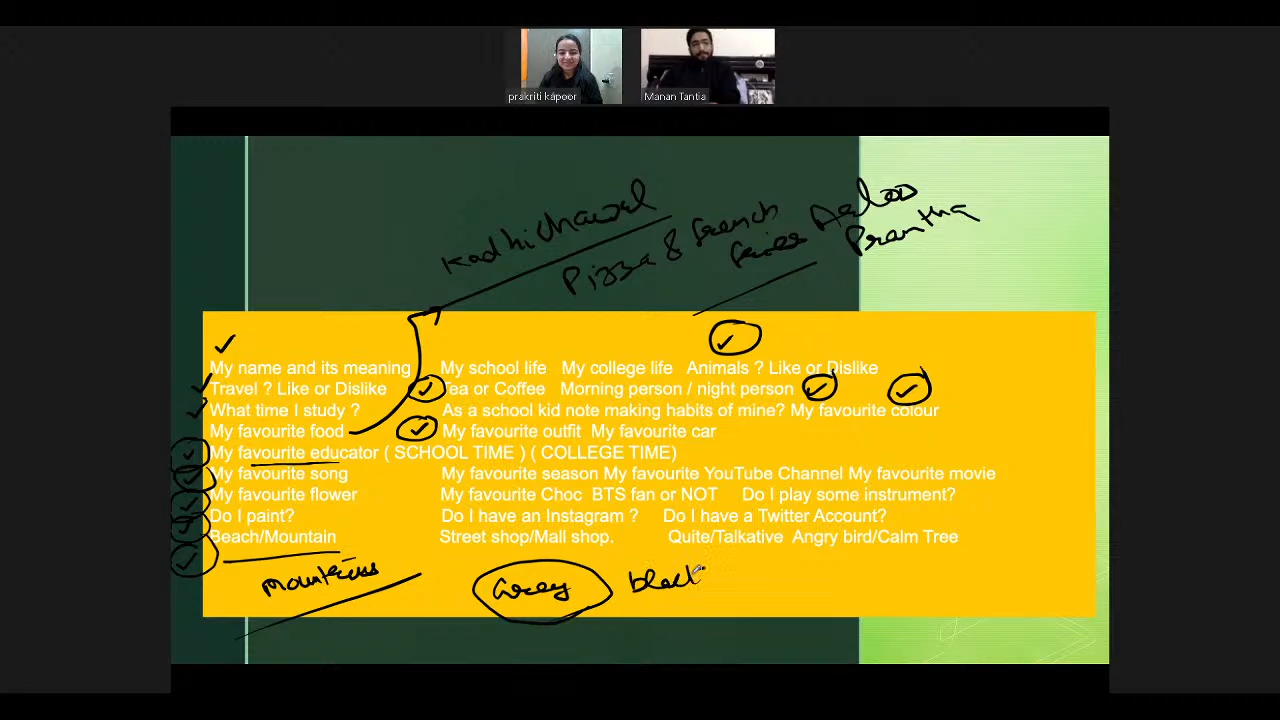 prakriti kapoor Manan Tantia
Kadhi Chawal
Pizza & french
fries Aaloo
Prantha
My name and its meaning My school life My college life Animals ? Like or Dislike
Travel ? Like or Dislike Tea or Coffee Morning person / night person
What time I study ? As a school kid note making habits of mine? My favourite colour
My favourite food My favourite outfit My favourite car
My favourite educator ( SCHOOL TIME ) ( COLLEGE TIME)
My favourite song My favourite season My favourite YouTube Channel My favourite movie
My favourite flower My favourite Choc BTS fan or NOT Do I play some instrument?
Do I paint? Do I have an Instagram ? Do I have a Twitter Account?
Beach/Mountain Street shop/Mall shop. Quite/Talkative Angry bird/Calm Tree
Mountains Grey black